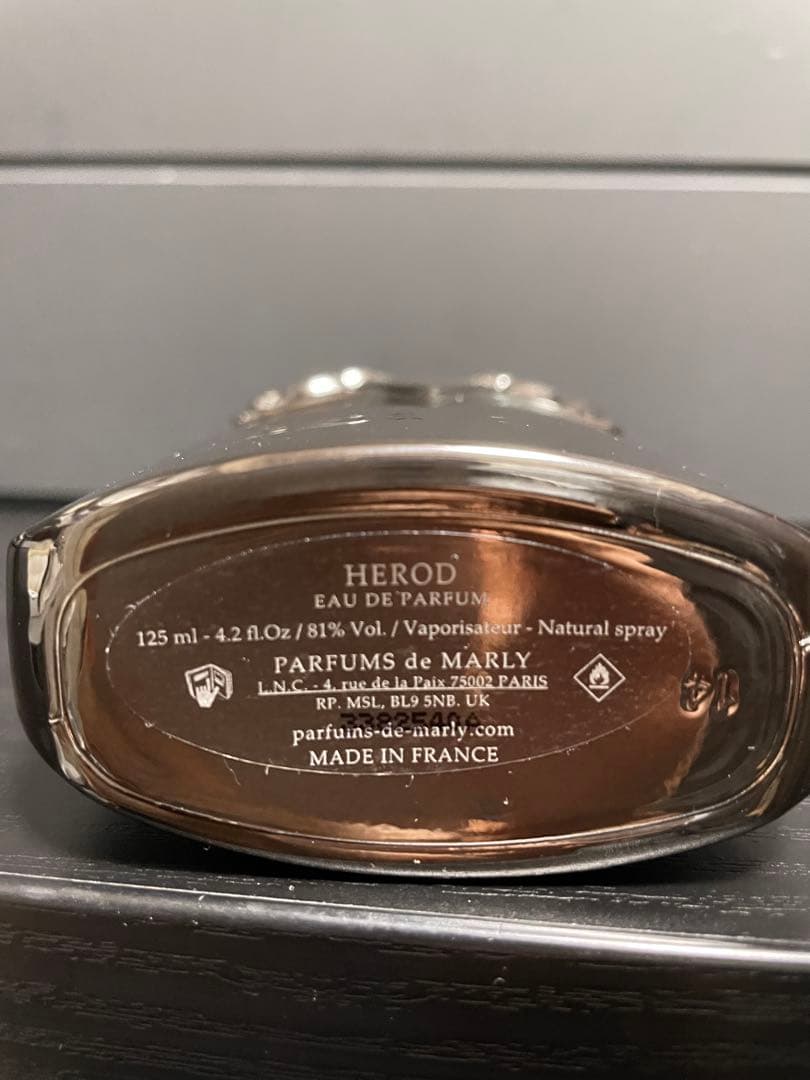 HEROD
EAU DE PARFUM
125 ml - 4.2 fl.Oz / 81% Vol. / Vaporisateur - Natural spray
PARFUMS de MARLY
L.N.C. - 4, rue de la Paix 75002 PARIS
RP. MSL, BL9 5NB. UK
parfums-de-marly.com
MADE IN FRANCE